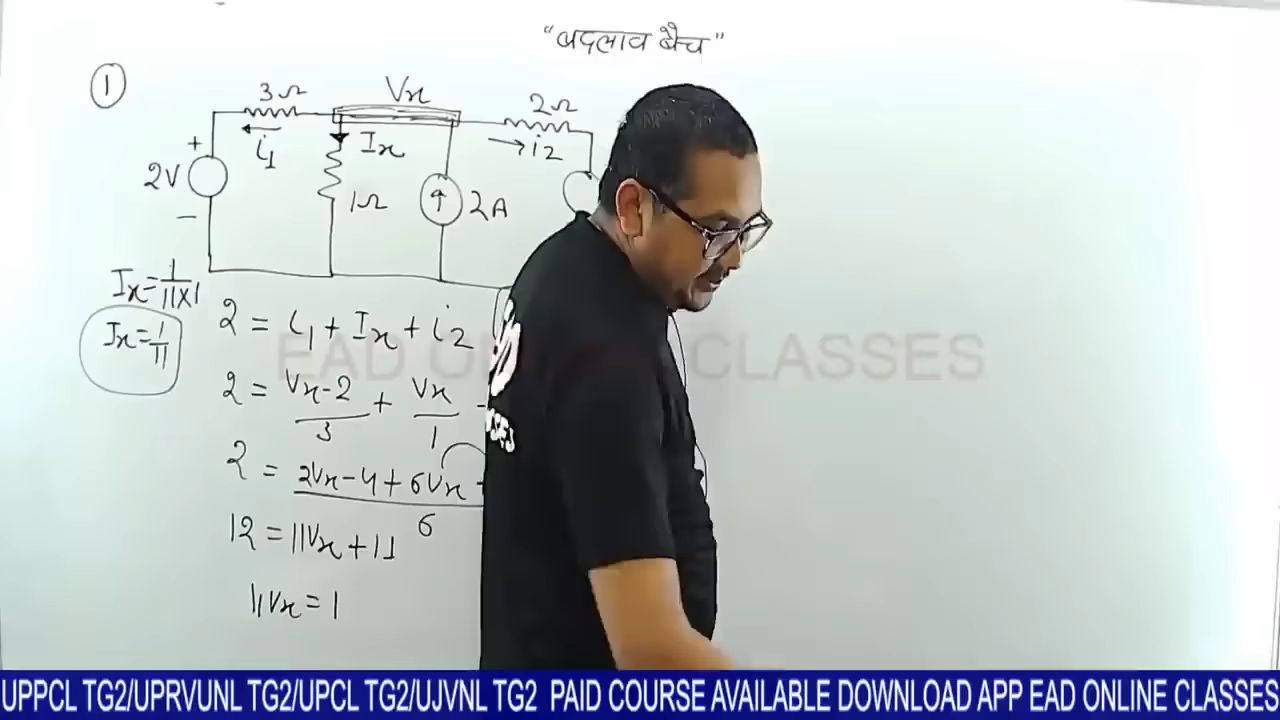 "बदलाव बैच"
①
3Ω Vx 2Ω
i1 Ix i2
+
2V 1Ω 2A
−
Ix = 1/11×1
Ix = 1/11
2 = i1 + Ix + i2
2 = Vx-2/3 + Vx/1
2 = 2Vx-4+6Vx/6
12 = 11Vx + 11
11Vx = 1
EAD CLASSES
UPPCL TG2/UPRVUNL TG2/UPCL TG2/UJVNL TG2 PAID COURSE AVAILABLE DOWNLOAD APP EAD ONLINE CLASSES